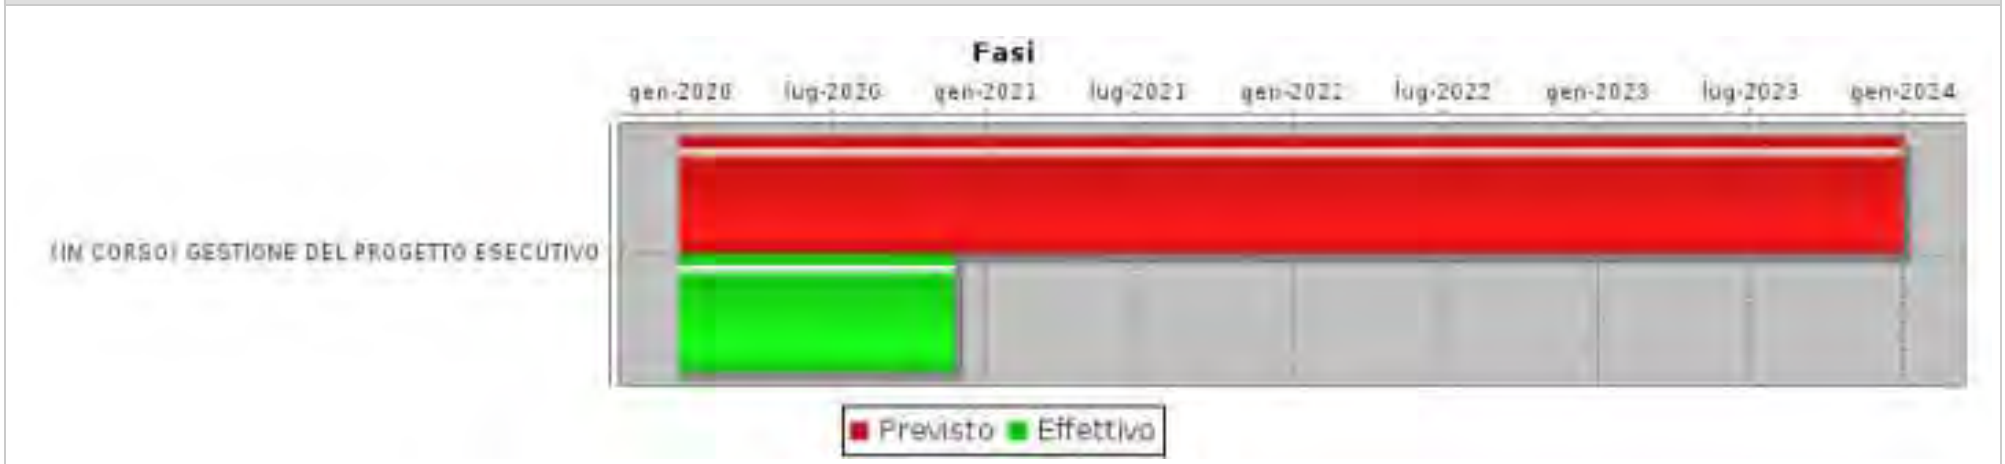 Fasi
gen-2020 lug-2020 gen-2021 lug-2021 gen-2022 lug-2022 gen-2023 lug-2023 gen-2024
(IN CORSO) GESTIONE DEL PROGETTO ESECUTIVO
Previsto Effettivo